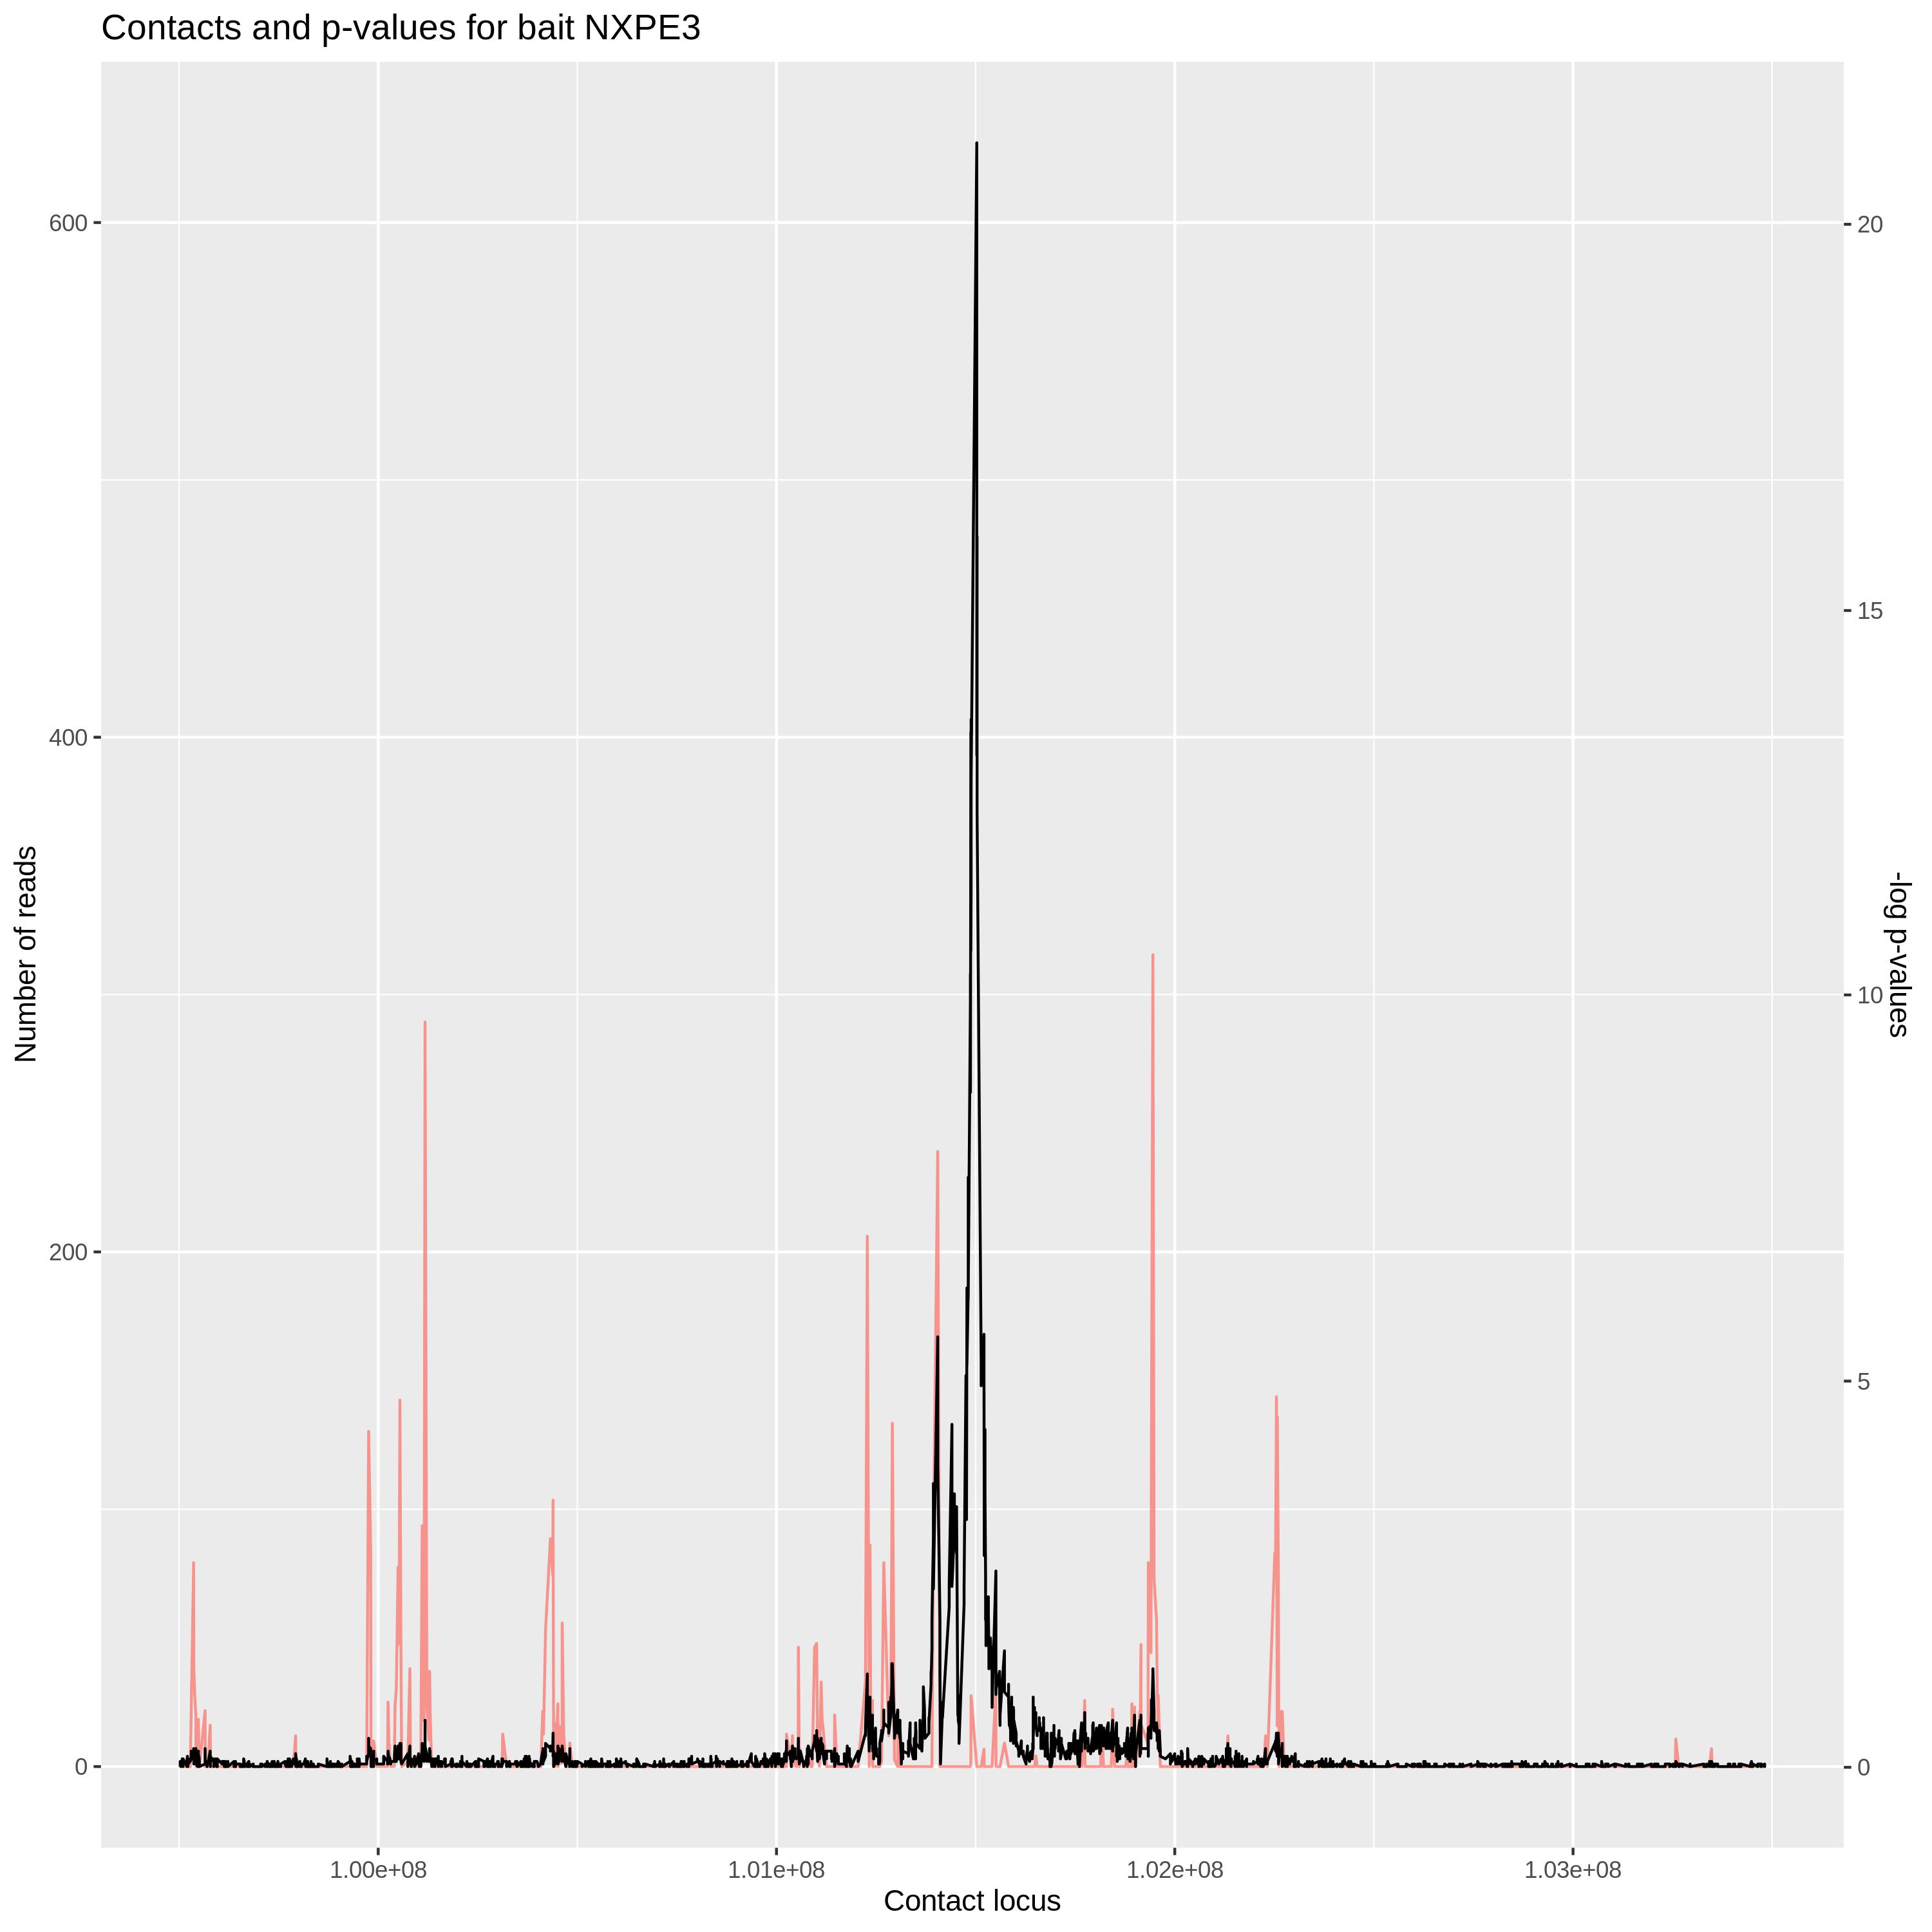 Contacts and p-values for bait NXPE3
600
400
200
0
Number of reads
20
15
10
5
0
-log p-values
1.00e+08
1.01e+08
1.02e+08
1.03e+08
Contact locus